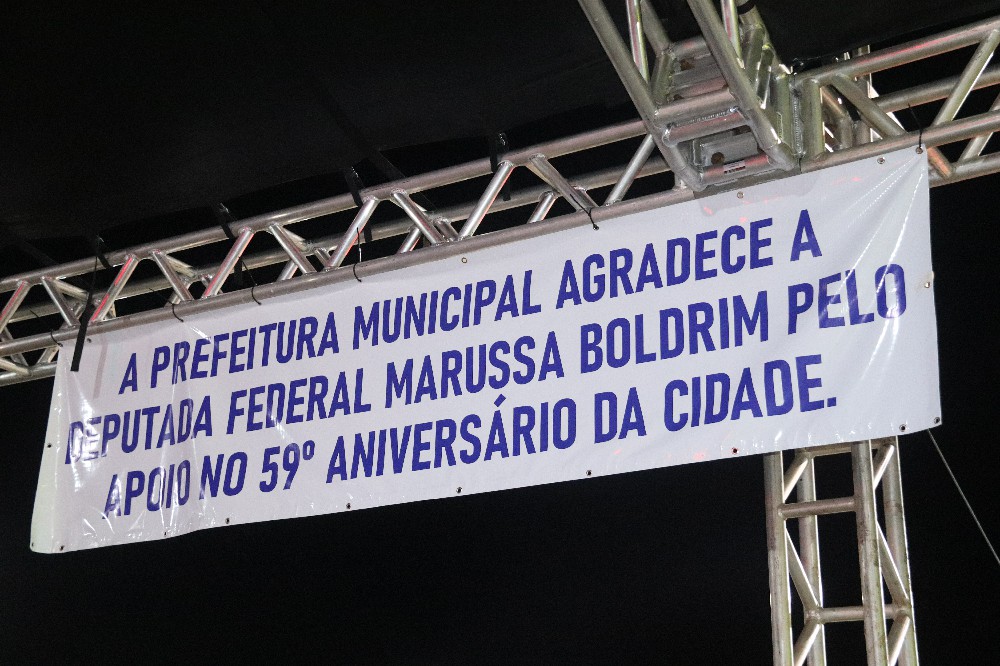 A PREFEITURA MUNICIPAL AGRADECE A
DEPUTADA FEDERAL MARUSSA BOLDRIM PELO
APOIO NO 59º ANIVERSÁRIO DA CIDADE.